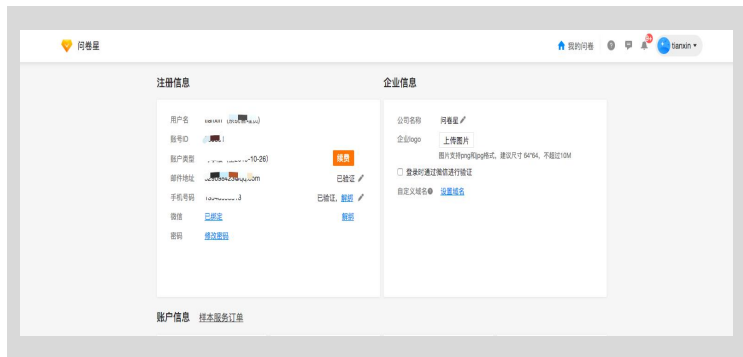 问卷星
我的问卷
tianxin
注册信息
企业信息
用户名
账号ID
账户类型 -10-26) 续费
邮件地址 已验证
手机号码 已验证, 解绑
微信 已绑定 解绑
密码 修改密码
公司名称 问卷星
企业logo 上传图片
图片支持png和jpg格式，建议尺寸 64*64，不超过10M
登录时通过微信进行验证
自定义域名 设置域名
账户信息 样本服务订单